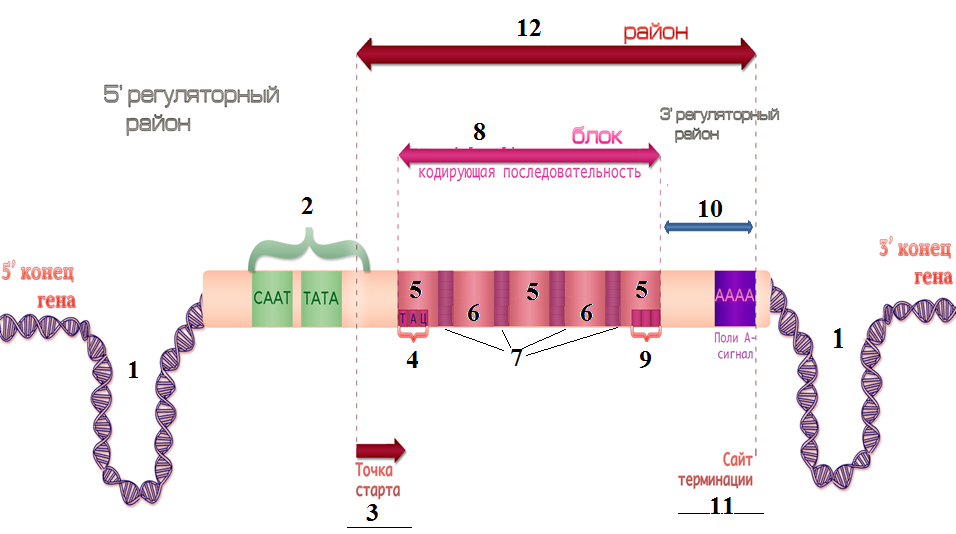 12
район
5' регуляторный
район
3' регуляторный
район
8
блок
кодирующая последовательность
2
10
5' конец
гена
3' конец
гена
CAAT
TATA
5
6
5
6
5
AAAA
Т А Ц
4
7
9
Поли А-
сигнал
1
1
Точка
старта
3
Сайт
терминации
11